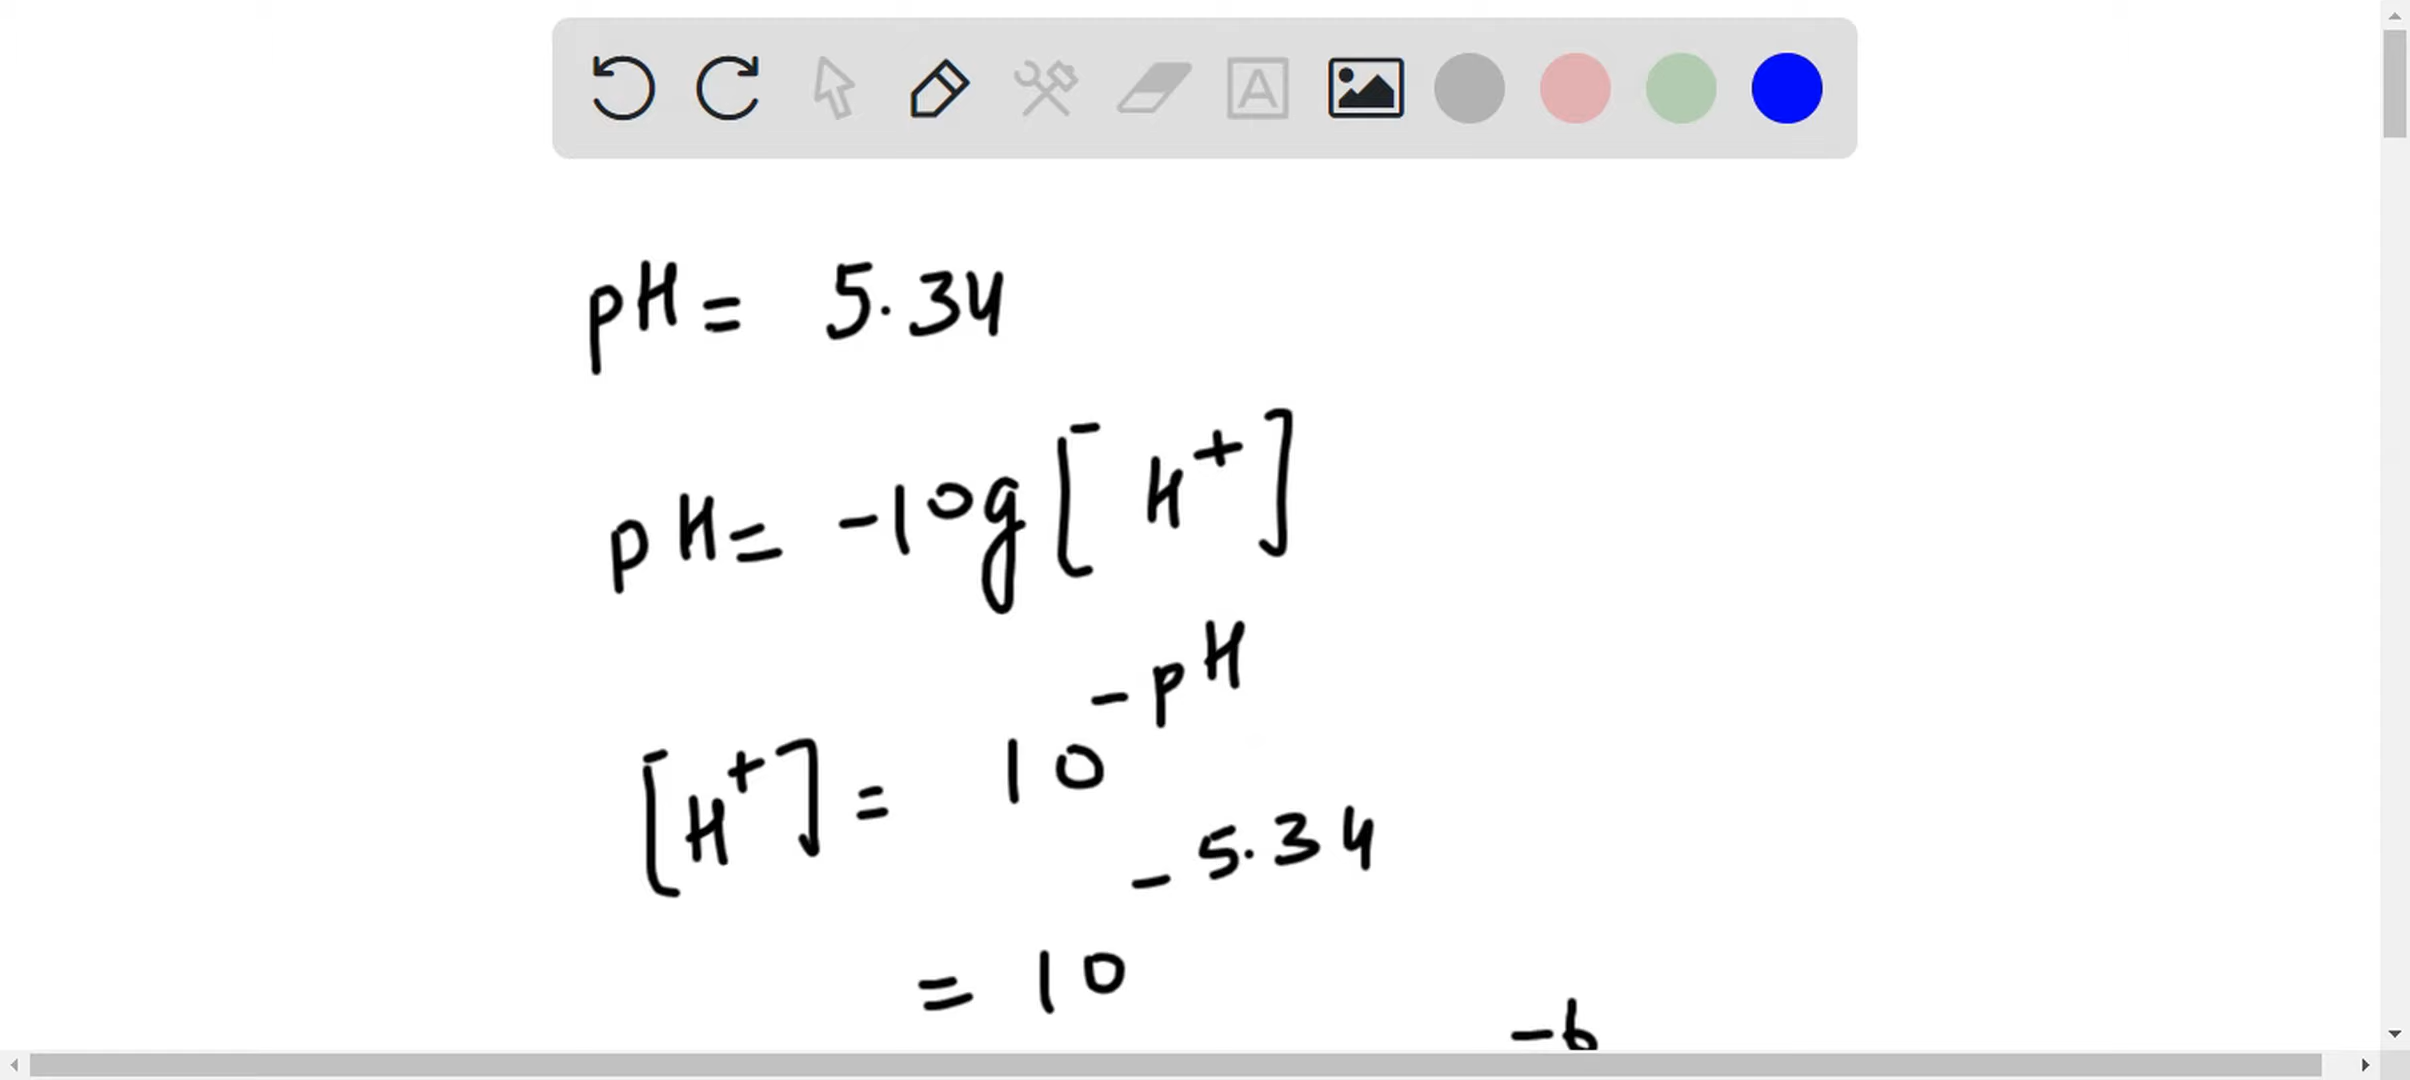 A
pH = 5.34
pH = -log [H⁺]
[H⁺] = 10^-pH
= 10^-5.34
-6